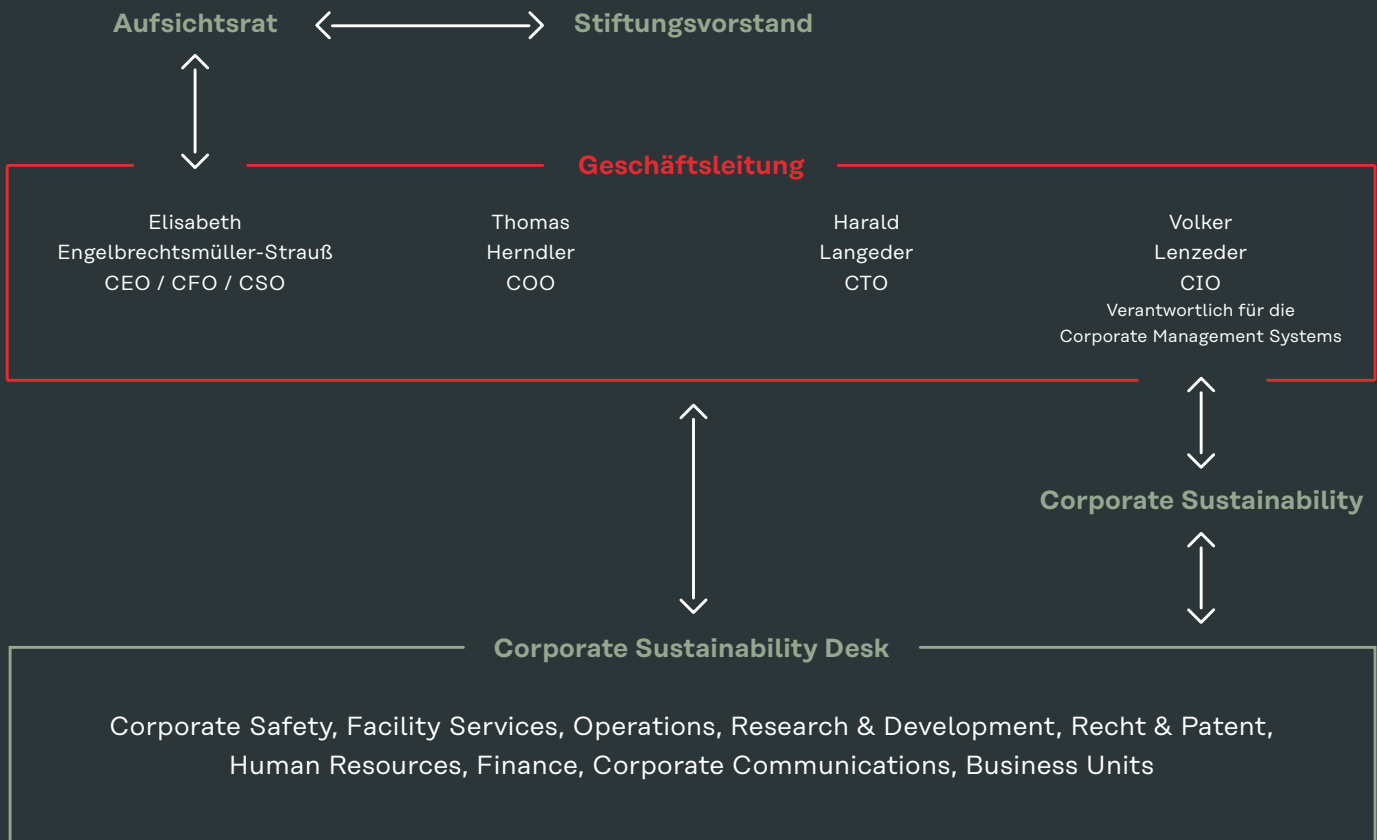 Aufsichtsrat
Stiftungsvorstand
Geschäftsleitung
Elisabeth
Engelbrechtsmüller-Strauß
CEO / CFO / CSO
Thomas
Herndler
COO
Harald
Langeder
CTO
Volker
Lenzeder
CIO
Verantwortlich für die
Corporate Management Systems
Corporate Sustainability
Corporate Sustainability Desk
Corporate Safety, Facility Services, Operations, Research & Development, Recht & Patent,
Human Resources, Finance, Corporate Communications, Business Units